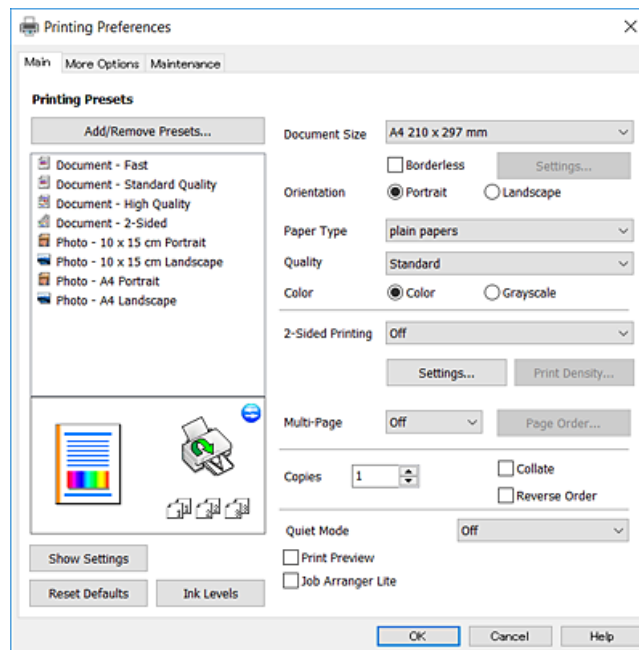 Printing Preferences
Main More Options Maintenance
Printing Presets
Add/Remove Presets...
Document - Fast
Document - Standard Quality
Document - High Quality
Document - 2-Sided
Photo - 10 x 15 cm Portrait
Photo - 10 x 15 cm Landscape
Photo - A4 Portrait
Photo - A4 Landscape
Show Settings
Reset Defaults Ink Levels
Document Size A4 210 x 297 mm
Borderless Settings...
Orientation Portrait Landscape
Paper Type plain papers
Quality Standard
Color Color Grayscale
2-Sided Printing Off
Settings... Print Density...
Multi-Page Off Page Order...
Copies 1 Collate
Reverse Order
Quiet Mode Off
Print Preview
Job Arranger Lite
OK Cancel Help